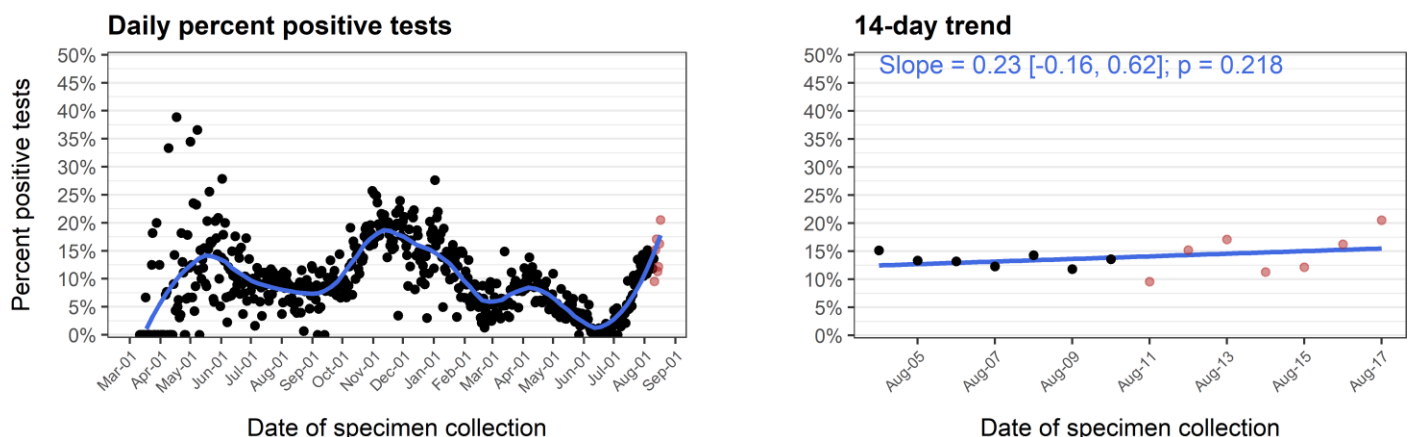 Daily percent positive tests
Percent positive tests
50%
45%
40%
35%
30%
25%
20%
15%
10%
5%
0%
Mar-01
Apr-01
May-01
Jun-01
Jul-01
Aug-01
Sep-01
Oct-01
Nov-01
Dec-01
Jan-01
Feb-01
Mar-01
Apr-01
May-01
Jun-01
Jul-01
Aug-01
Sep-01
Date of specimen collection
14-day trend
Slope = 0.23 [-0.16, 0.62]; p = 0.218
50%
45%
40%
35%
30%
25%
20%
15%
10%
5%
0%
Aug-05
Aug-07
Aug-09
Aug-11
Aug-13
Aug-15
Aug-17
Date of specimen collection